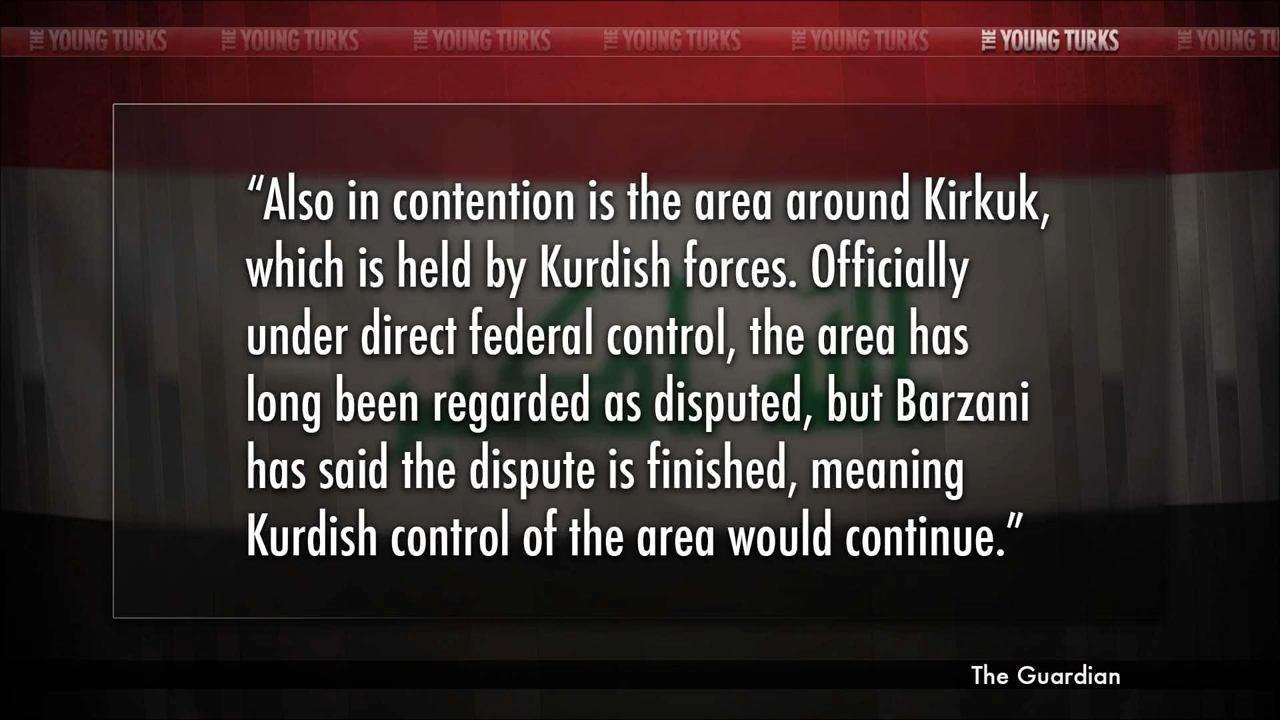 THE YOUNG TURKS THE YOUNG TURKS THE YOUNG TURKS THE YOUNG TURKS THE YOUNG TURKS THE YOUNG TURKS THE YOUNG TU
“Also in contention is the area around Kirkuk,
which is held by Kurdish forces. Officially
under direct federal control, the area has
long been regarded as disputed, but Barzani
has said the dispute is finished, meaning
Kurdish control of the area would continue.”
The Guardian